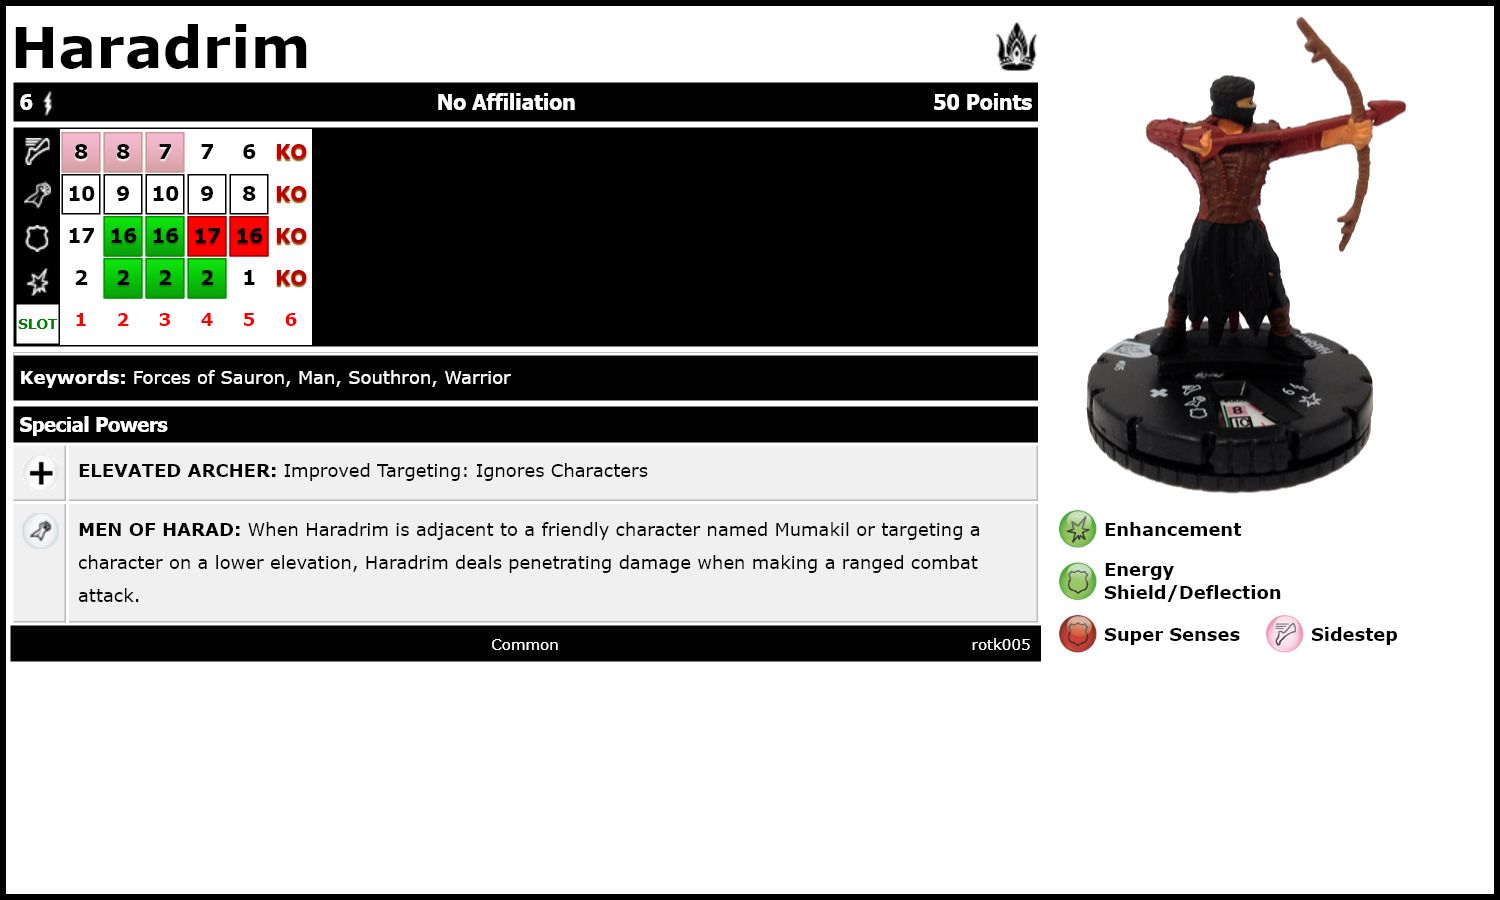 Haradrim
6 No Affiliation 50 Points
8 8 7 7 6 KO
10 9 10 9 8 KO
17 16 16 17 16 KO
2 2 2 2 1 KO
SLOT 1 2 3 4 5 6
Keywords: Forces of Sauron, Man, Southron, Warrior
Special Powers
ELEVATED ARCHER: Improved Targeting: Ignores Characters
MEN OF HARAD: When Haradrim is adjacent to a friendly character named Mumakil or targeting a
character on a lower elevation, Haradrim deals penetrating damage when making a ranged combat
attack.
Common rotk005
8
10
6
Enhancement
Energy
Shield/Deflection
Super Senses Sidestep